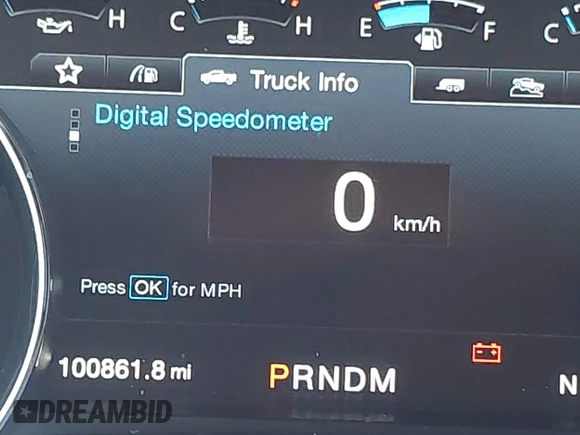 H C H E F C
Truck Info
Digital Speedometer
0 km/h
Press OK for MPH
100861.8 mi
PRNDM
N
DREAMBID